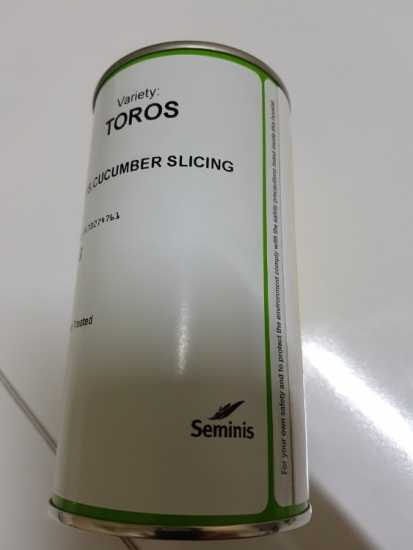 Variety:
TOROS
CUCUMBER SLICING
Treated
Seminis
For your own safety and to protect the environment comply with the safety precautions listed inside this booklet